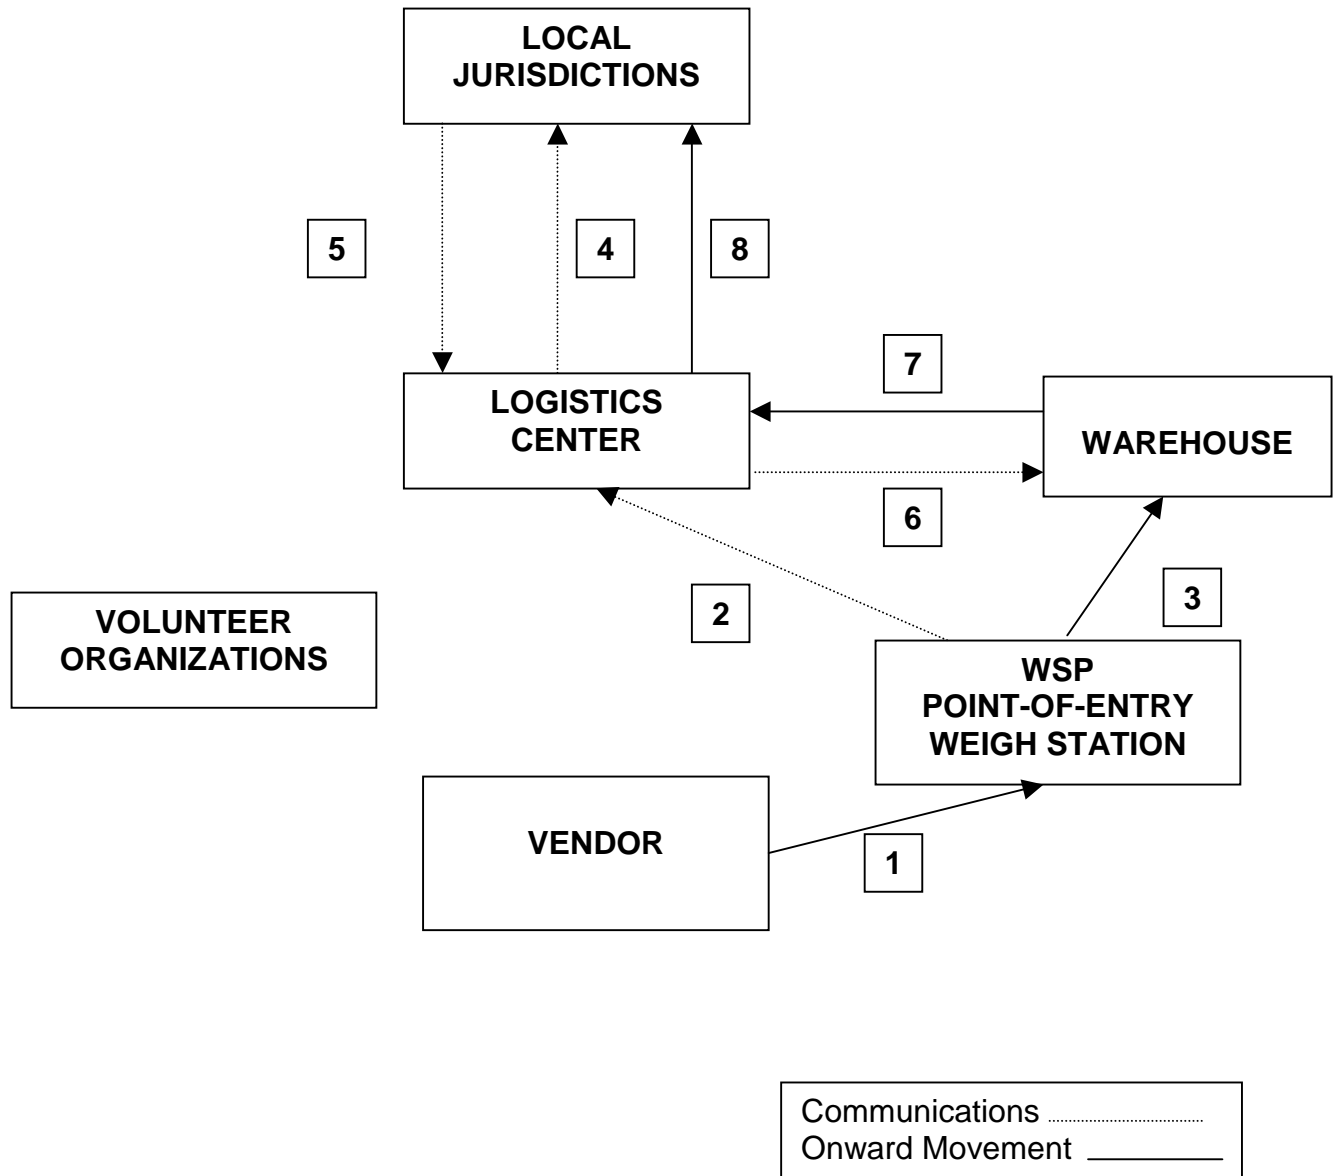 LOCAL
JURISDICTIONS
5
4
8
7
LOGISTICS
CENTER
WAREHOUSE
6
2
3
VOLUNTEER
ORGANIZATIONS
WSP
POINT-OF-ENTRY
WEIGH STATION
VENDOR
1
Communications
Onward Movement